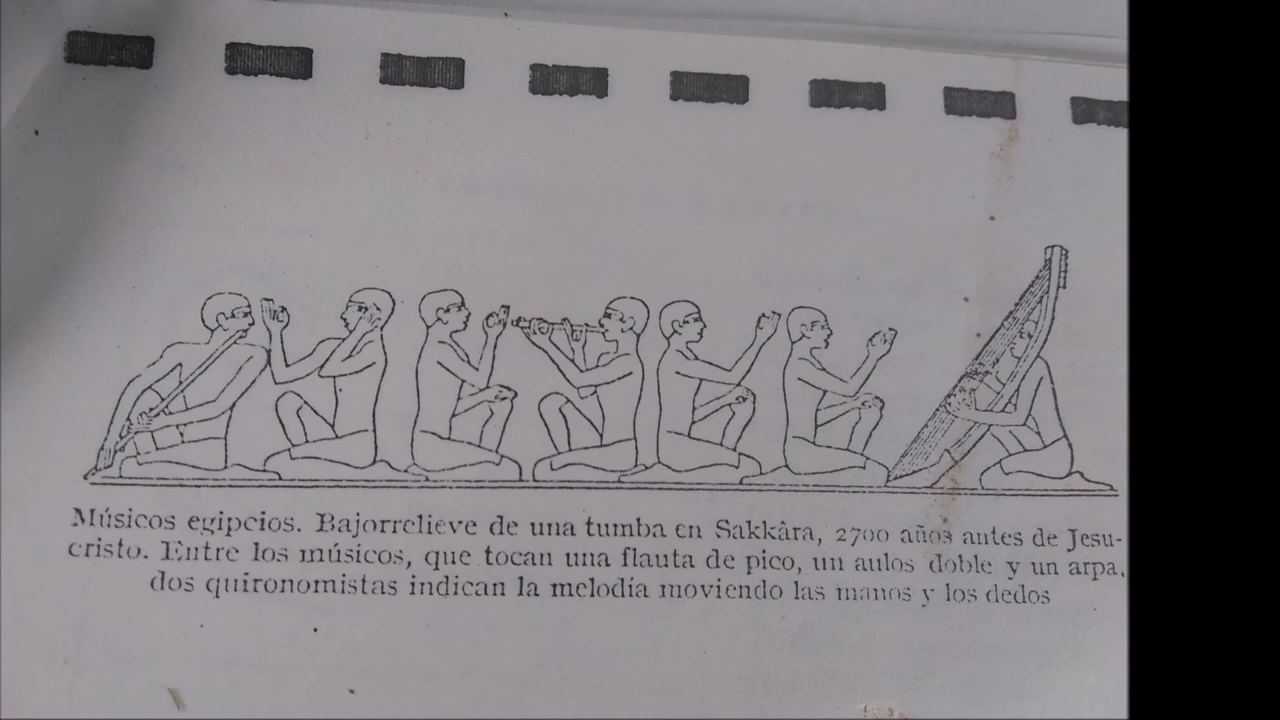 Músicos egipcios. Bajorrelieve de una tumba en Sakkâra, 2700 años antes de Jesu-
cristo. Entre los músicos, que tocan una flauta de pico, un aulos doble y un arpa,
dos quironomistas indican la melodía moviendo las manos y los dedos